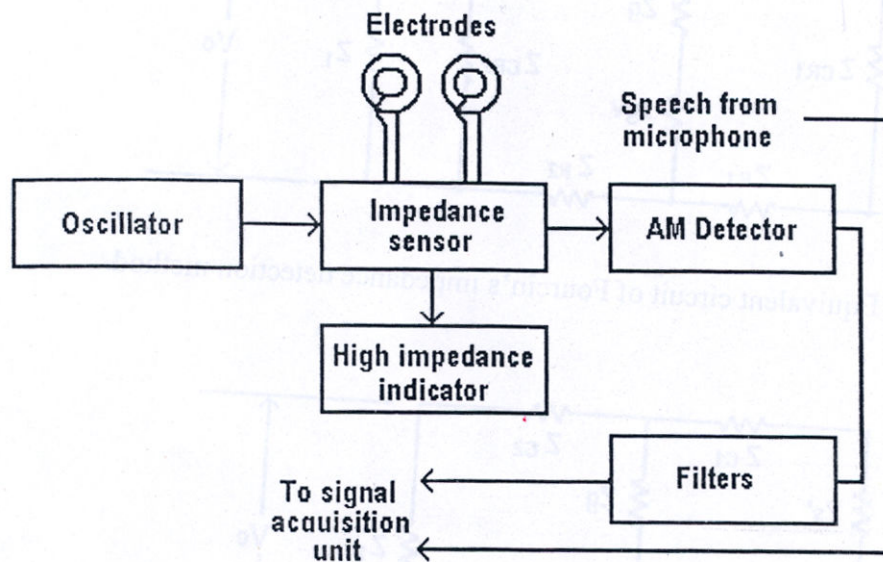 Electrodes
Speech from
microphone
Oscillator
Impedance
sensor
AM Detector
High impedance
indicator
Filters
To signal
acquisition
unit